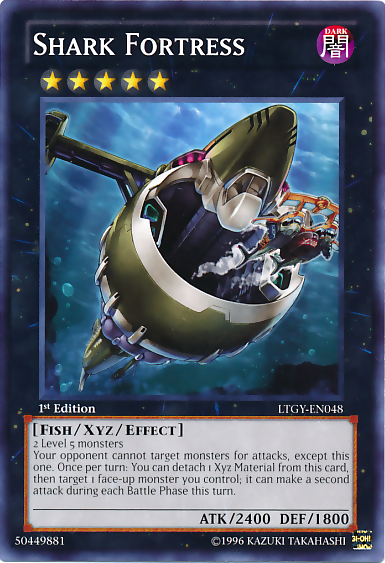 SHARK FORTRESS
DARK
闇
1st Edition
LTGY-EN048
[FISH/XYZ/EFFECT]
2 Level 5 monsters
Your opponent cannot target monsters for attacks, except this
one. Once per turn: You can detach 1 Xyz Material from this card,
then target 1 face-up monster you control; it can make a second
attack during each Battle Phase this turn.
ATK/2400 DEF/1800
50449881
©1996 KAZUKI TAKAHASHI